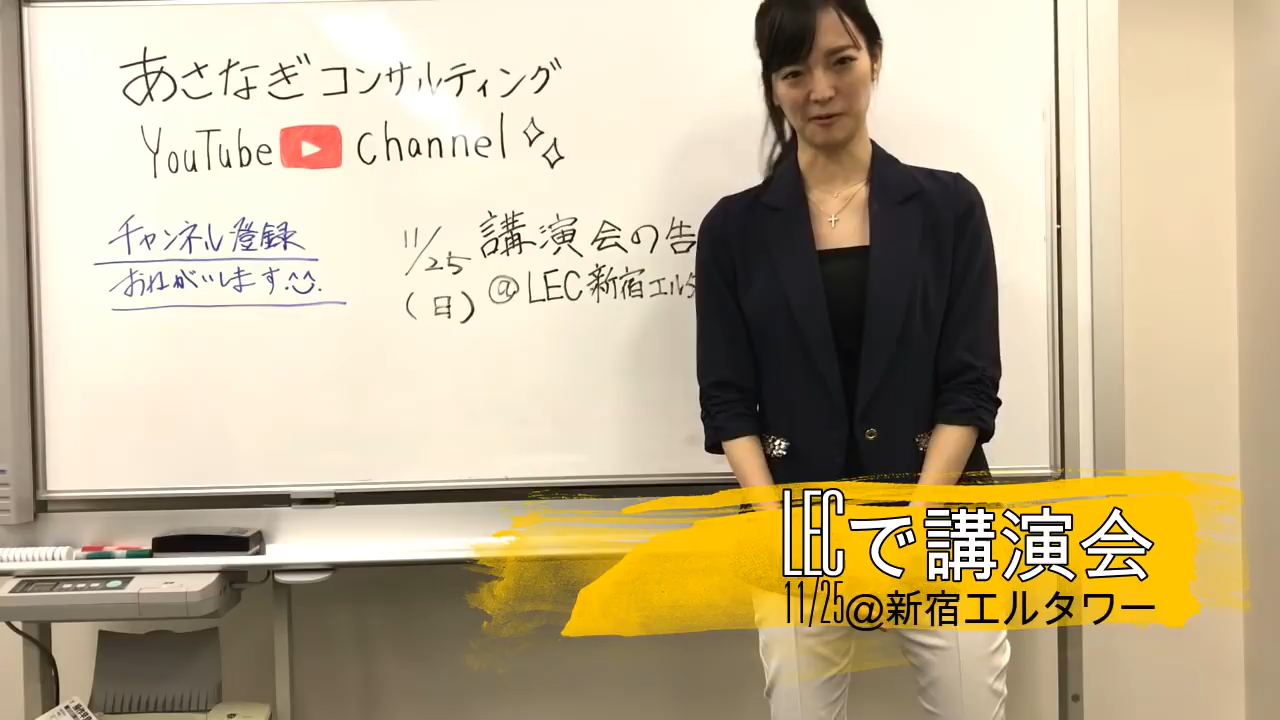 あさなぎコンサルティング
YouTube channel
チャンネル登録
おねがいします
11/25 講演会の告
(日) @LEC新宿エルタ
LECで講演会
11/25@新宿エルタワー